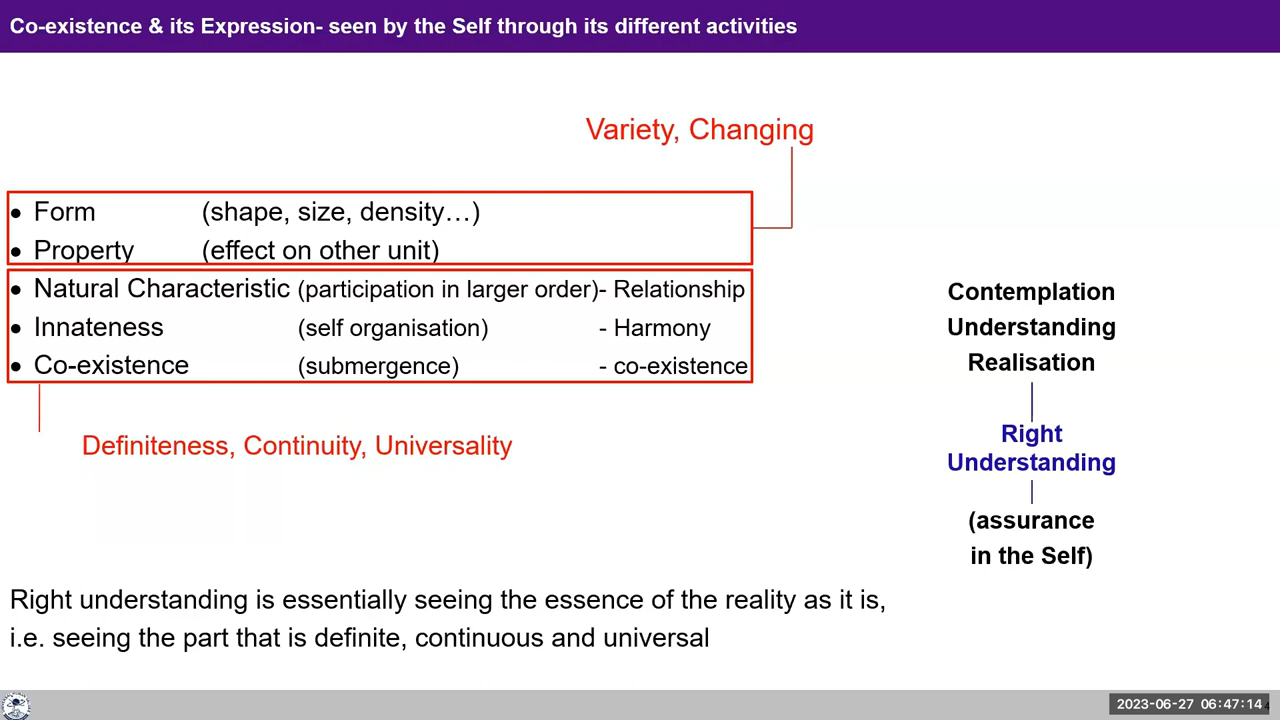 Co-existence & its Expression- seen by the Self through its different activities
Variety, Changing
• Form (shape, size, density…)
• Property (effect on other unit)
• Natural Characteristic (participation in larger order)- Relationship
• Innateness (self organisation) - Harmony
• Co-existence (submergence) - co-existence
Definiteness, Continuity, Universality
Contemplation
Understanding
Realisation
Right
Understanding
(assurance
in the Self)
Right understanding is essentially seeing the essence of the reality as it is,
i.e. seeing the part that is definite, continuous and universal
2023-06-27 06:47:14